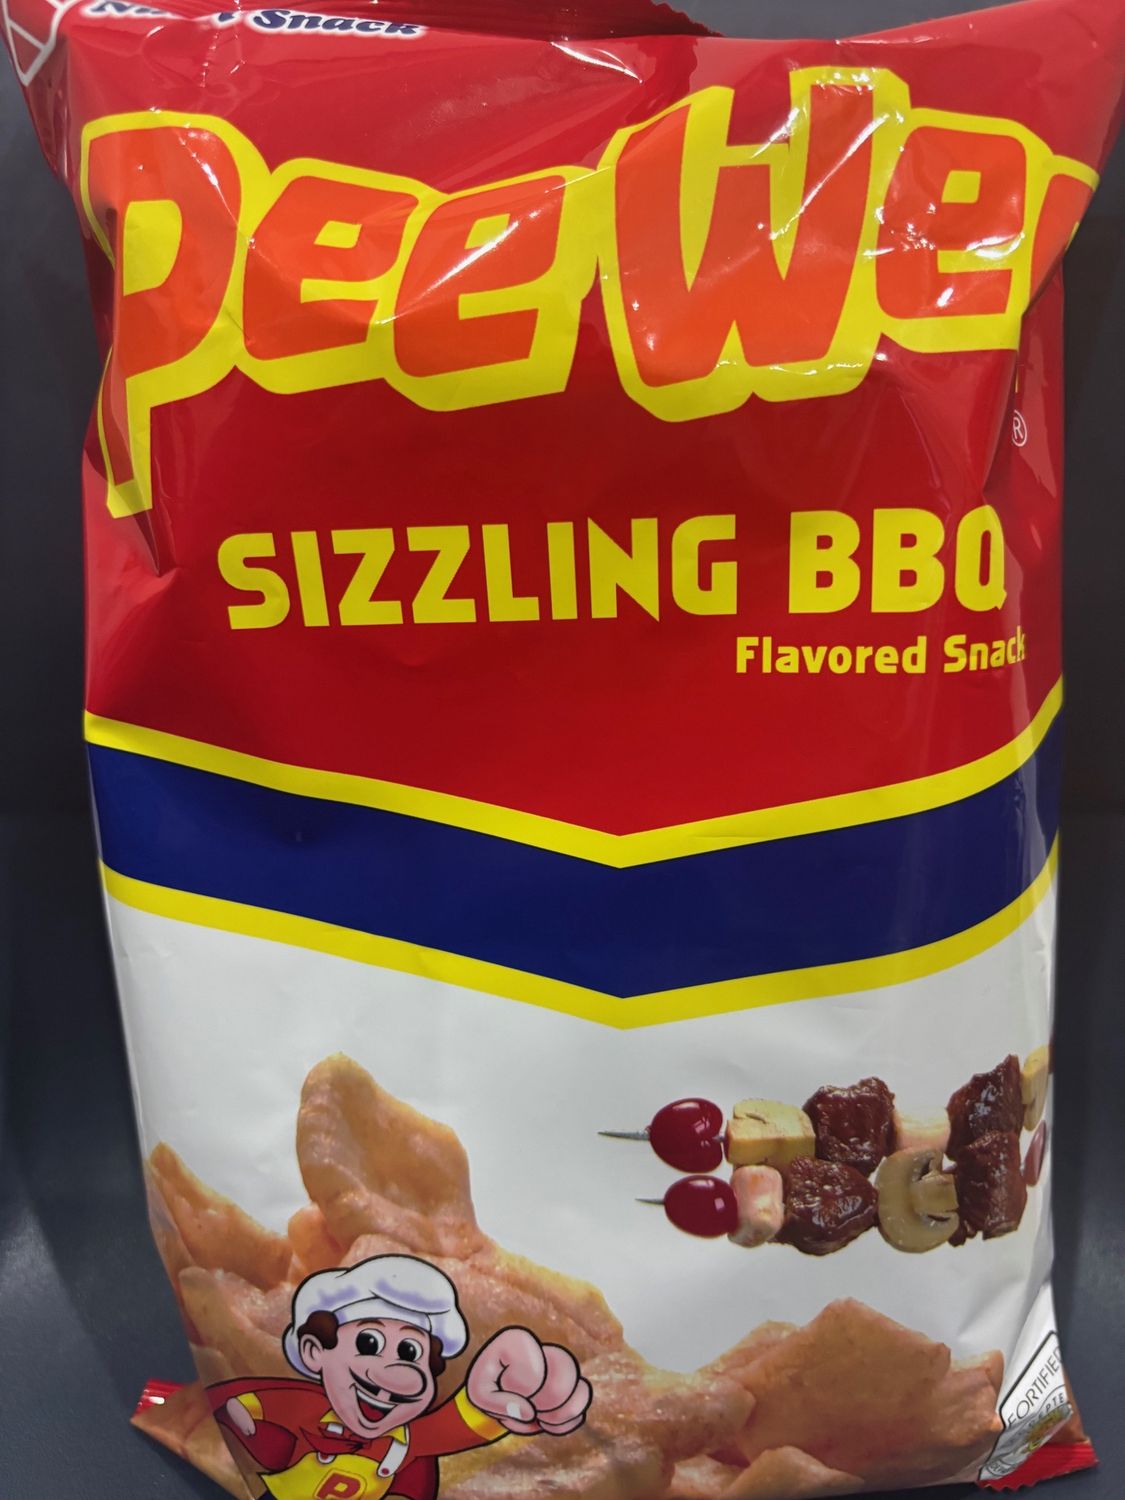 Snack
Pee Wee
®
SIZZLING BBQ
Flavored Snack
FORTIFIED
P